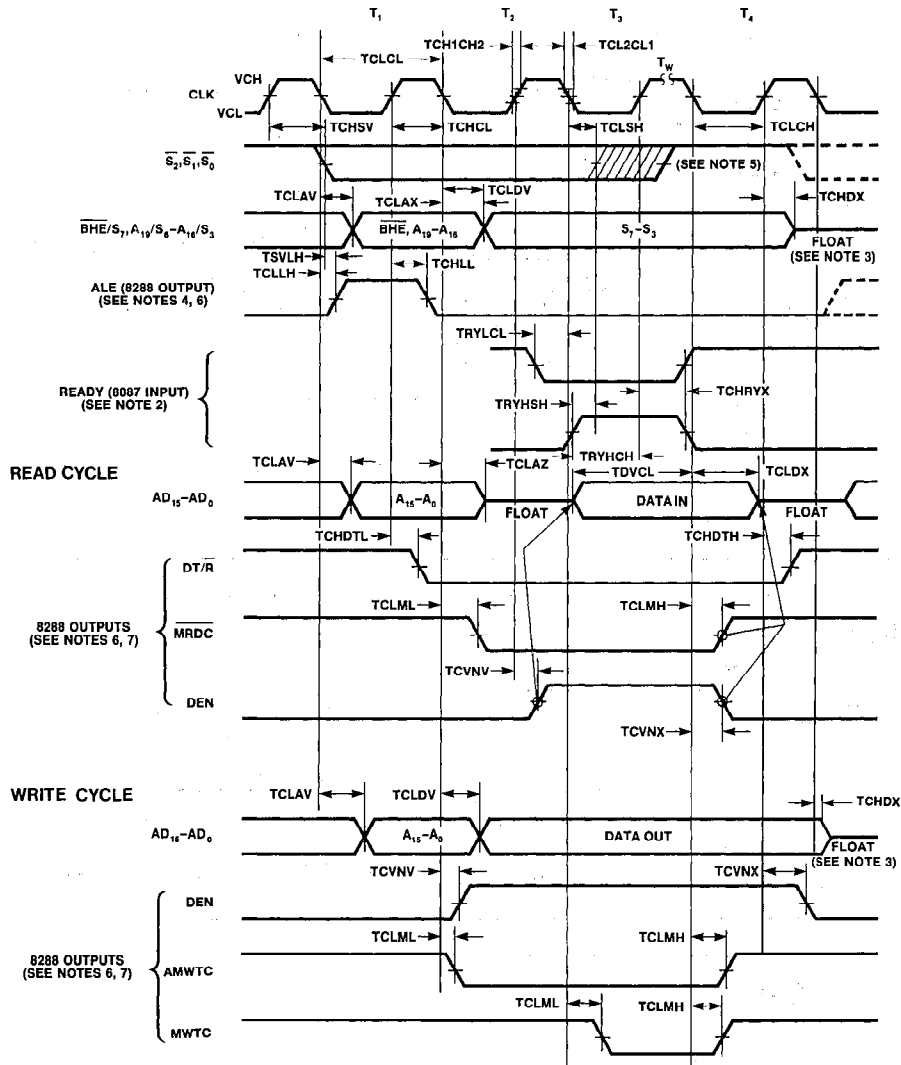 T1 T2 T3 T4
TCH1CH2 TCL2CL1
TCLCL
TW
VCH
CLK
VCL
TCHSV TCHCL TCLSH TCLCH
S2, S1, S0 (SEE NOTE 5)
TCLAV TCLAX TCLDV TCHDX
BHE/S7, A19/S6–A16/S3 BHE, A19–A16 S7–S3
FLOAT
(SEE NOTE 3)
TSVLH
TCLLH TCHLL
ALE (8288 OUTPUT)
(SEE NOTES 4, 6)
TRYLCL
READY (8087 INPUT)
(SEE NOTE 2)
TCHRYX
TRYHSH
TRYHCH
READ CYCLE
TCLAV TCLAZ TDVCL TCLDX
AD15–AD0 A15–A0 FLOAT DATA IN FLOAT
TCHDTL TCHDTH
DT/R
TCLML TCLMH
8288 OUTPUTS
(SEE NOTES 6, 7)
MRDC
TCVNV
DEN
TCVNX
WRITE CYCLE
TCLAV TCLDV TCHDX
AD15–AD0 A15–A0 DATA OUT
FLOAT
(SEE NOTE 3)
TCVNV TCVNX
DEN
TCLML TCLMH
8288 OUTPUTS
(SEE NOTES 6, 7)
AMWTC
TCLML TCLMH
MWTC